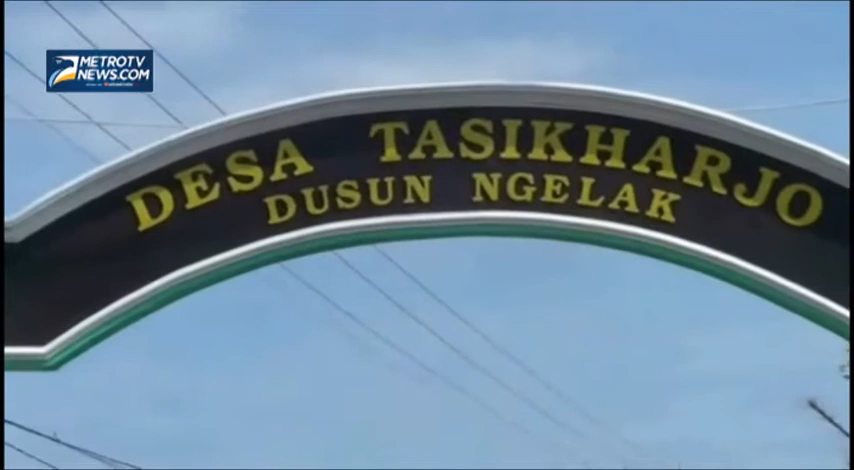 METROTV
NEWS.COM
DESA TASIKHARJO
DUSUN NGELAK